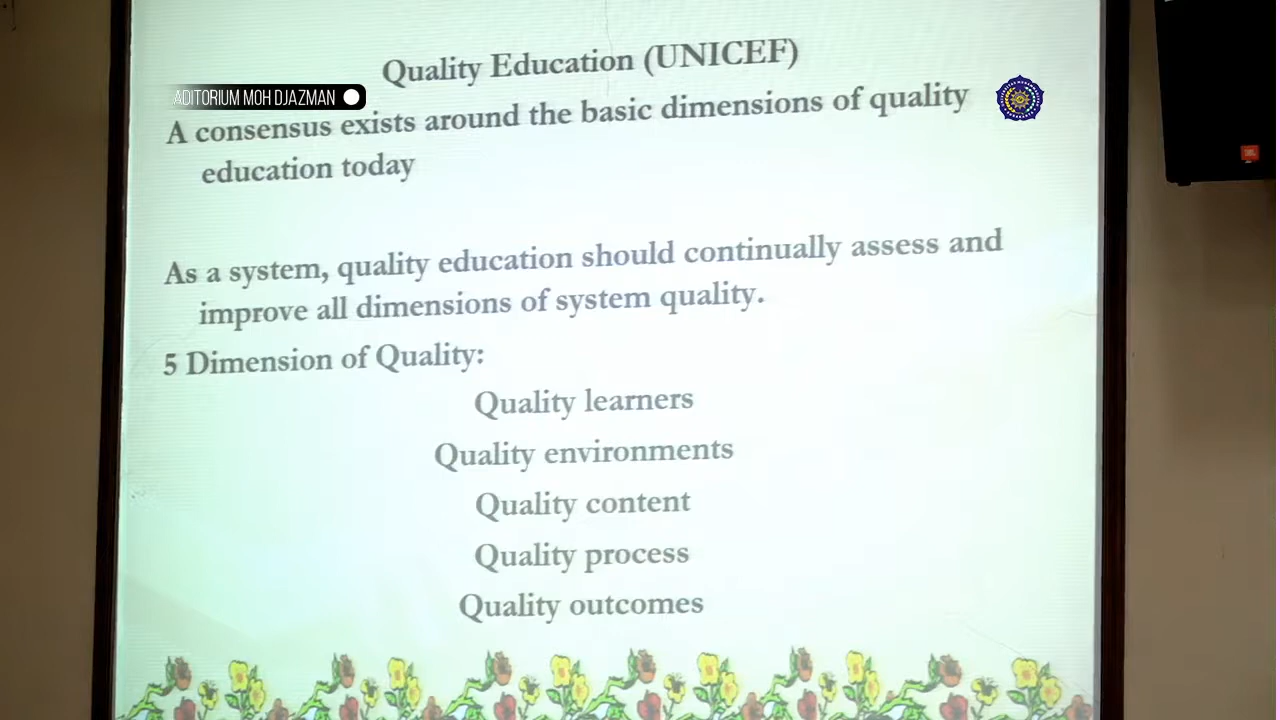 Quality Education (UNICEF)
ADITORIUM MOH DJAZMAN
A consensus exists around the basic dimensions of quality
education today
As a system, quality education should continually assess and
improve all dimensions of system quality.
5 Dimension of Quality:
Quality learners
Quality environments
Quality content
Quality process
Quality outcomes
JBL